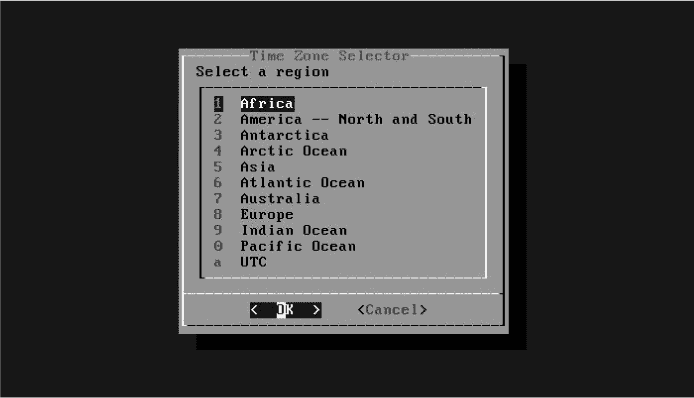 Time Zone Selector
Select a region
1 Africa
2 America -- North and South
3 Antarctica
4 Arctic Ocean
5 Asia
6 Atlantic Ocean
7 Australia
8 Europe
9 Indian Ocean
0 Pacific Ocean
a UTC
< OK > <Cancel>